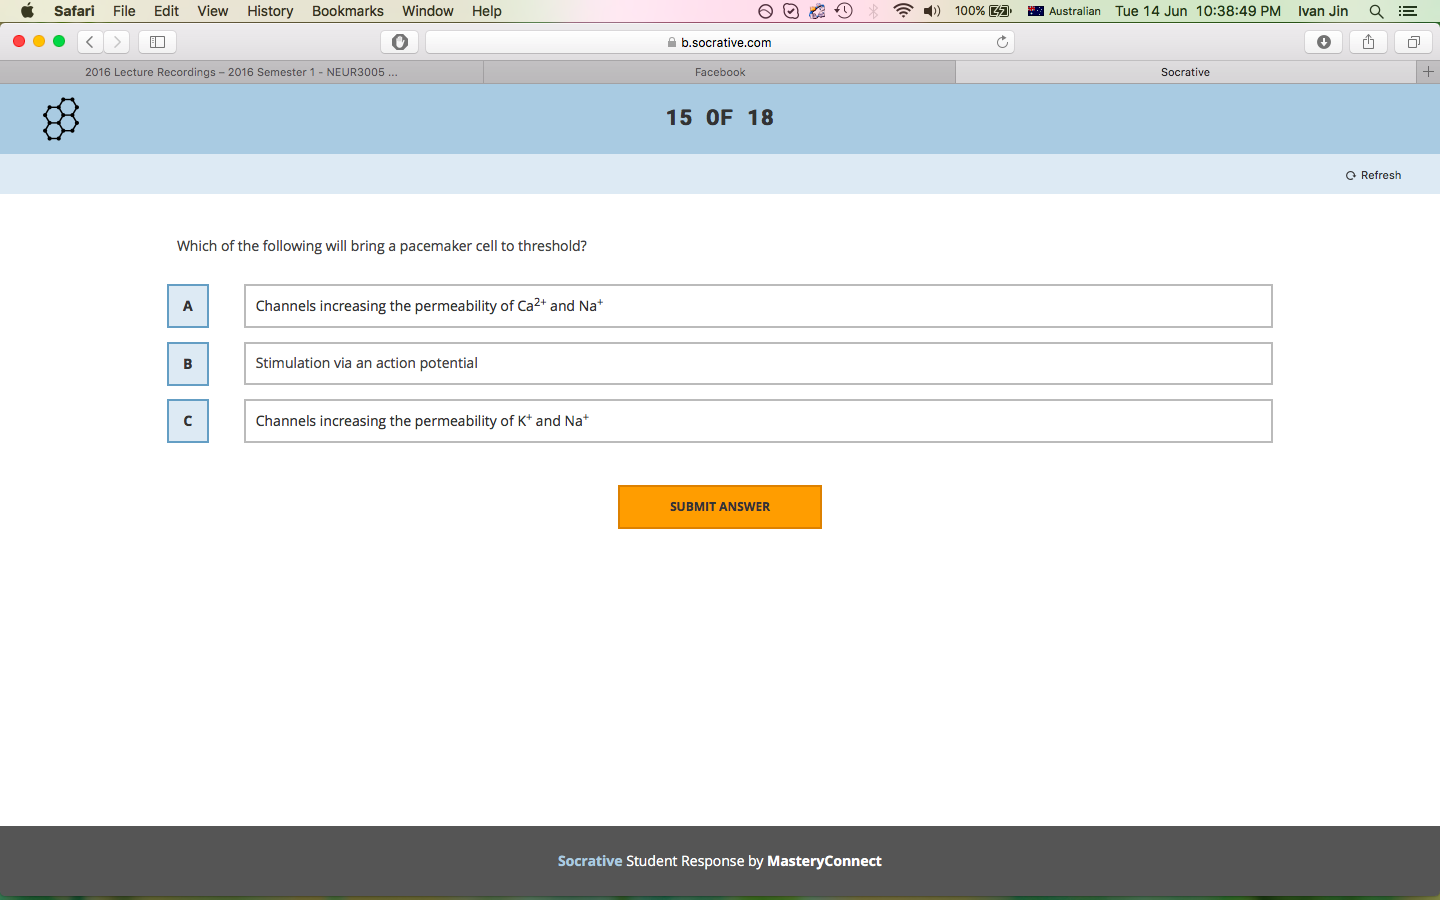 Safari File Edit View History Bookmarks Window Help 100% Australian Tue 14 Jun 10:38:49 PM Ivan Jin
b.socrative.com
2016 Lecture Recordings – 2016 Semester 1 - NEUR3005 ... Facebook Socrative
15 OF 18
Refresh
Which of the following will bring a pacemaker cell to threshold?
A Channels increasing the permeability of Ca²⁺ and Na⁺
B Stimulation via an action potential
C Channels increasing the permeability of K⁺ and Na⁺
SUBMIT ANSWER
Socrative Student Response by MasteryConnect